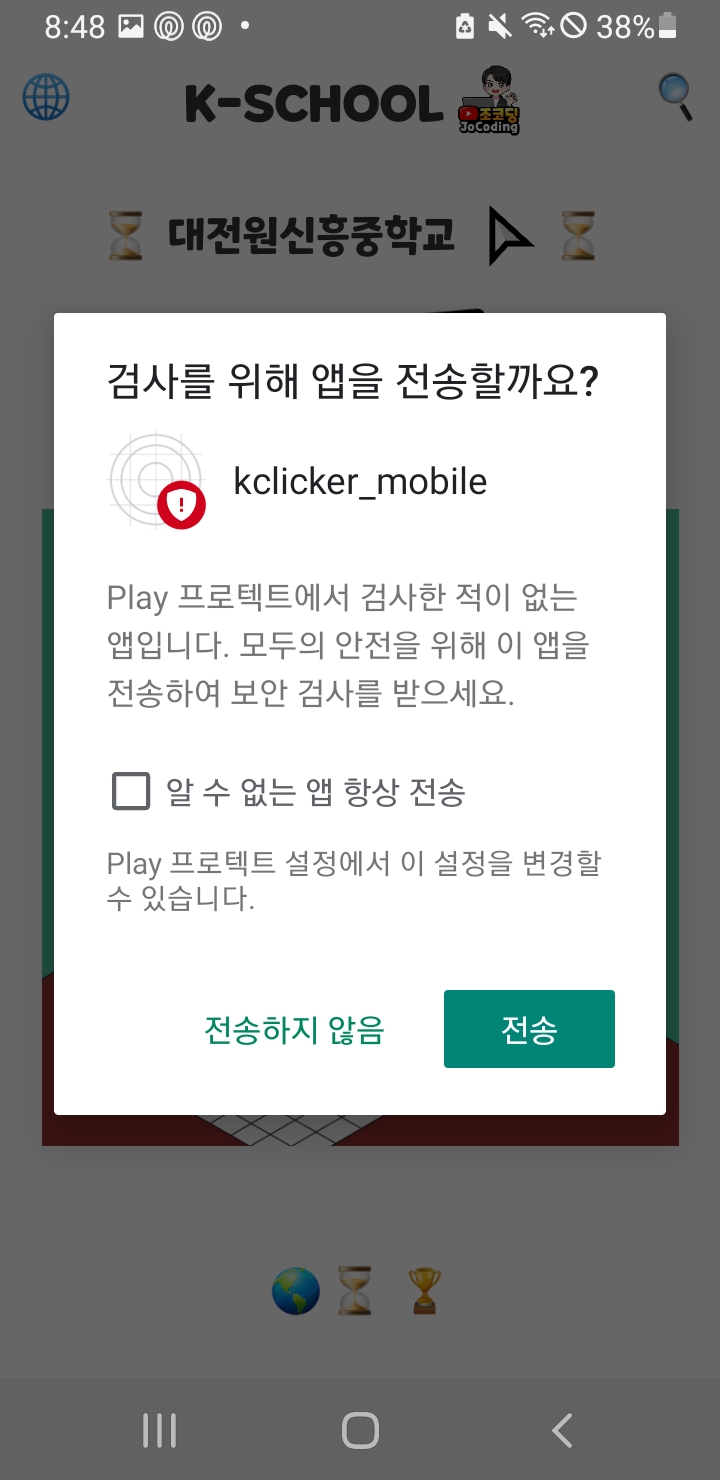 8:48
38%
K-SCHOOL
조코딩
JoCoding
대전원신흥중학교
검사를 위해 앱을 전송할까요?
kclicker_mobile
Play 프로텍트에서 검사한 적이 없는
앱입니다. 모두의 안전을 위해 이 앱을
전송하여 보안 검사를 받으세요.
알 수 없는 앱 항상 전송
Play 프로텍트 설정에서 이 설정을 변경할
수 있습니다.
전송하지 않음
전송